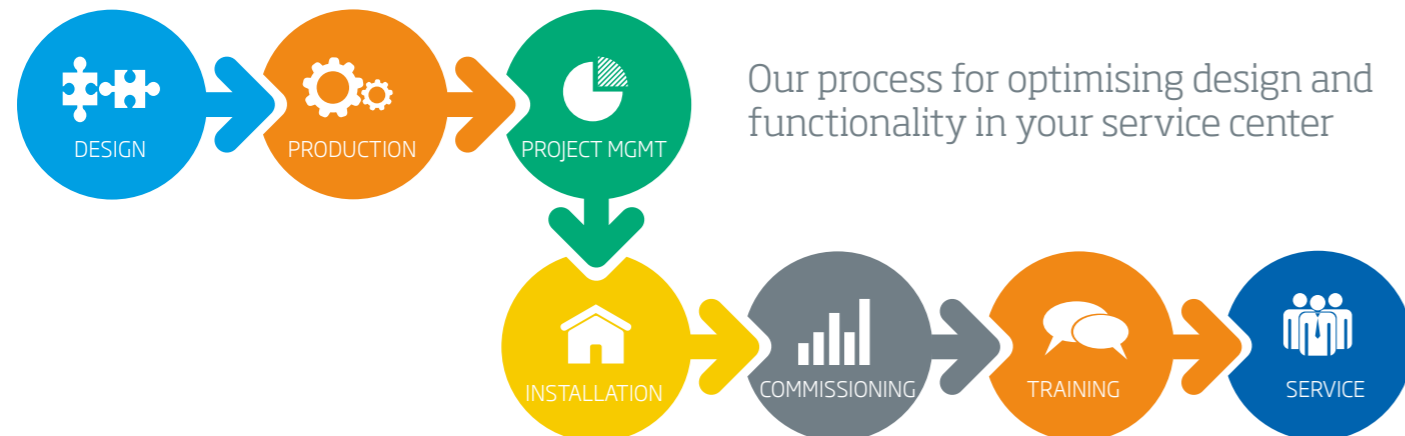 DESIGN
PRODUCTION
PROJECT MGMT
Our process for optimising design and
functionality in your service center
INSTALLATION
COMMISSIONING
TRAINING
SERVICE